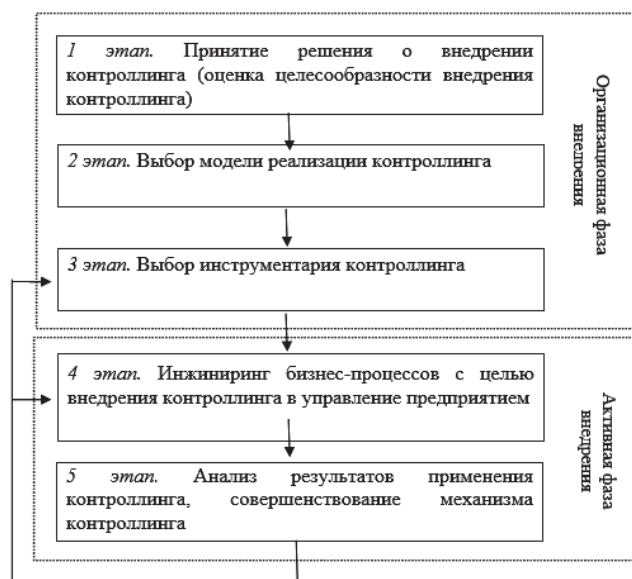 1 этап. Принятие решения о внедрении
контроллинга (оценка целесообразности внедрения
контроллинга)
2 этап. Выбор модели реализации контроллинга
3 этап. Выбор инструментария контроллинга
Организационная фаза
внедрения
4 этап. Инжиниринг бизнес-процессов с целью
внедрения контроллинга в управление предприятием
5 этап. Анализ результатов применения
контроллинга, совершенствование механизма
контроллинга
Активная фаза
внедрения